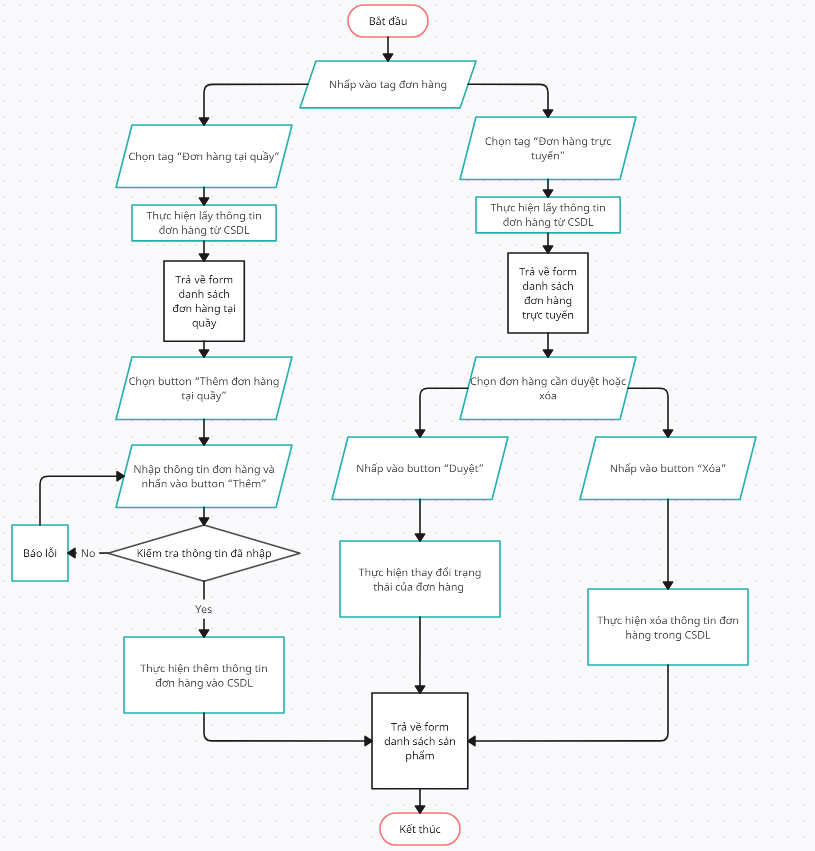 Bắt đầu
Nhấp vào tag đơn hàng
Chọn tag "Đơn hàng tại quầy"
Chọn tag “Đơn hàng trực
tuyến”
Thực hiện lấy thông tin
đơn hàng từ CSDL
Thực hiện lấy thông tin
đơn hàng từ CSDL
Trả về form
danh sách
đơn hàng tại
quầy
Trả về form
danh sách
đơn hàng
trực tuyến
Chọn button “Thêm đơn hàng
tại quầy”
Chọn đơn hàng cần duyệt hoặc
xóa
Nhập thông tin đơn hàng và
nhấn vào button “Thêm”
Nhấp vào button “Duyệt”
Nhấp vào button “Xóa”
Báo lỗi
No
Kiểm tra thông tin đã nhập
Thực hiện thay đổi trạng
thái của đơn hàng
Yes
Thực hiện xóa thông tin đơn
hàng trong CSDL
Thực hiện thêm thông tin
đơn hàng vào CSDL
Trả về form
danh sách sản
phẩm
Kết thúc